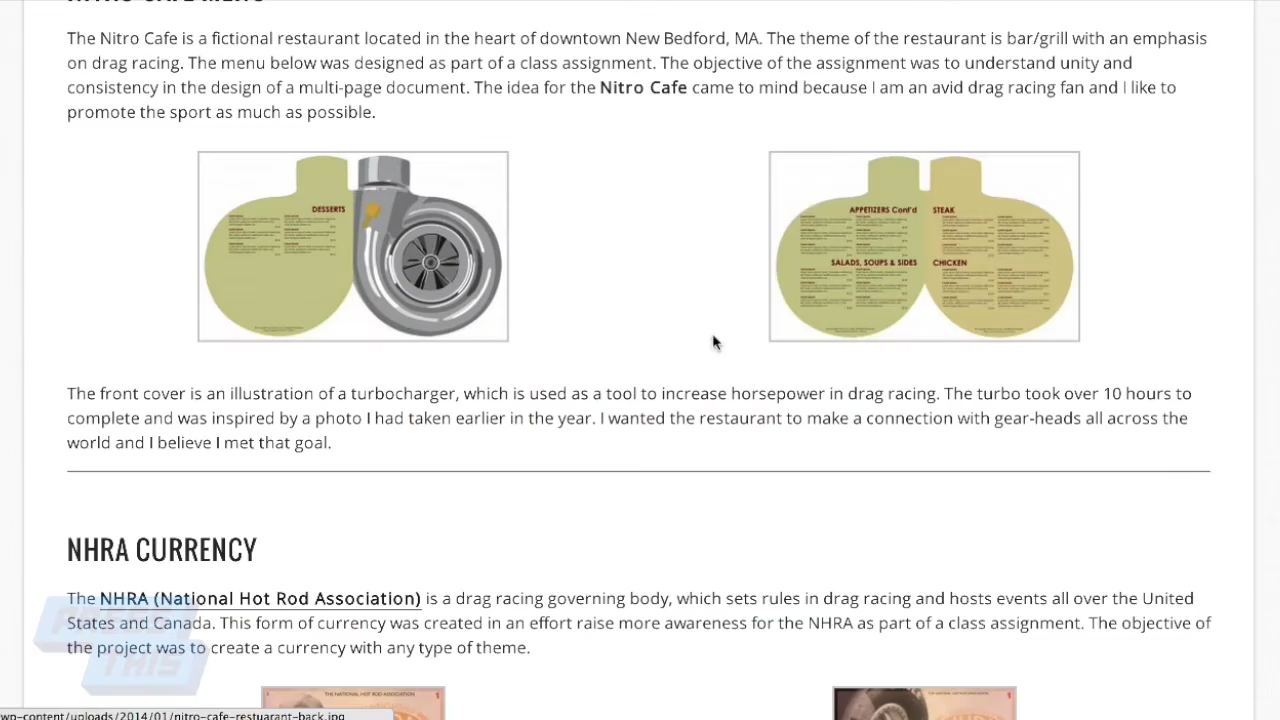 The Nitro Cafe is a fictional restaurant located in the heart of downtown New Bedford, MA. The theme of the restaurant is bar/grill with an emphasis
on drag racing. The menu below was designed as part of a class assignment. The objective of the assignment was to understand unity and
consistency in the design of a multi-page document. The idea for the Nitro Cafe came to mind because I am an avid drag racing fan and I like to
promote the sport as much as possible.
DESSERTS
APPETIZERS Cont'd
STEAK
SALADS, SOUPS & SIDES
CHICKEN
The front cover is an illustration of a turbocharger, which is used as a tool to increase horsepower in drag racing. The turbo took over 10 hours to
complete and was inspired by a photo I had taken earlier in the year. I wanted the restaurant to make a connection with gear-heads all across the
world and I believe I met that goal.
NHRA CURRENCY
The NHRA (National Hot Rod Association) is a drag racing governing body, which sets rules in drag racing and hosts events all over the United
States and Canada. This form of currency was created in an effort raise more awareness for the NHRA as part of a class assignment. The objective of
the project was to create a currency with any type of theme.
THE NATIONAL HOT ROD ASSOCIATION
PRESS
THIS
wp-content/uploads/2014/01/nitro-cafe-restuarant-back.jpg